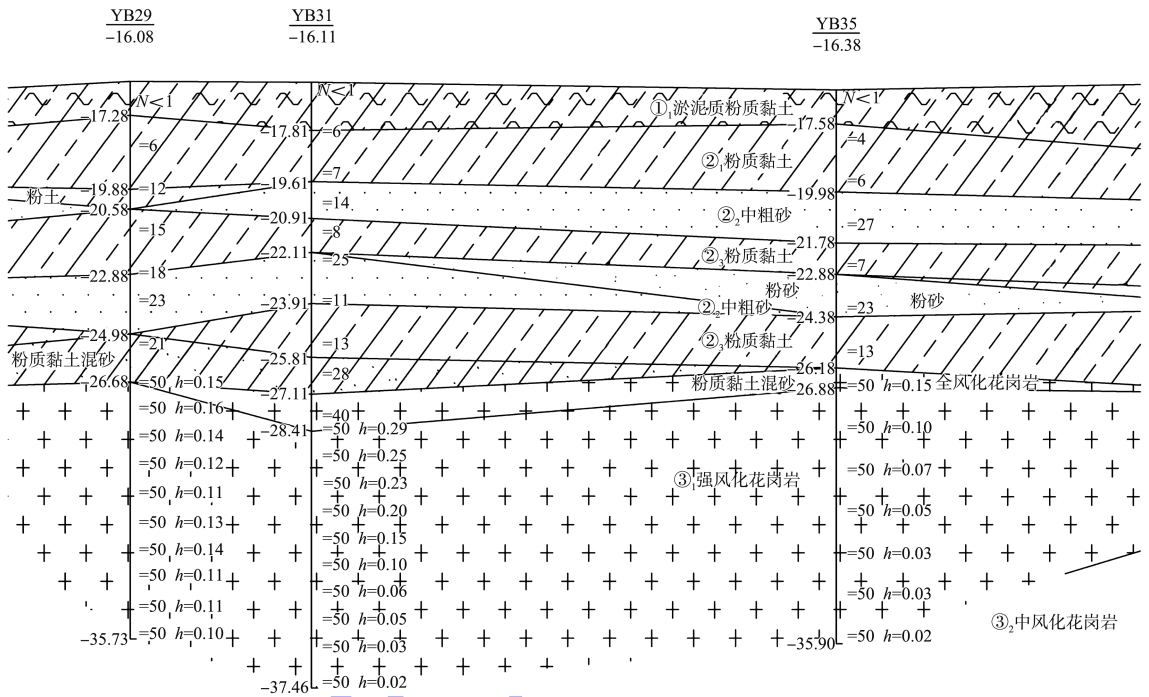 YB29
−16.08
YB31
−16.11
YB35
−16.38
N<1
N<1
N<1
①₁淤泥质粉质黏土
−17.28
−17.81
=6
−17.58
=4
=6
②₁粉质黏土
=7
−19.61
=6
−19.88
=12
−19.98
粉土
=14
−20.58
②₂中粗砂
−20.91
=27
=15
=8
−21.78
−22.11
②₃粉质黏土
=25
=7
−22.88
=18
−22.88
粉砂
粉砂
=23
−23.91
=11
②₂中粗砂
=23
−24.38
−24.98
=21
=13
②₃粉质黏土
=13
粉质黏土混砂
−25.81
−26.18
=28
−26.68
=50 h=0.15
粉质黏土混砂
−26.88
=50 h=0.15
全风化花岗岩
−27.11
=50 h=0.16
=40
−28.41
=50 h=0.29
=50 h=0.10
=50 h=0.14
=50 h=0.25
=50 h=0.12
=50 h=0.07
③₁强风化花岗岩
=50 h=0.23
=50 h=0.11
=50 h=0.20
=50 h=0.05
=50 h=0.13
=50 h=0.15
=50 h=0.14
=50 h=0.03
=50 h=0.10
=50 h=0.11
=50 h=0.06
=50 h=0.03
=50 h=0.11
=50 h=0.05
③₂中风化花岗岩
−35.73
=50 h=0.10
=50 h=0.03
−35.90
=50 h=0.02
−37.46
=50 h=0.02